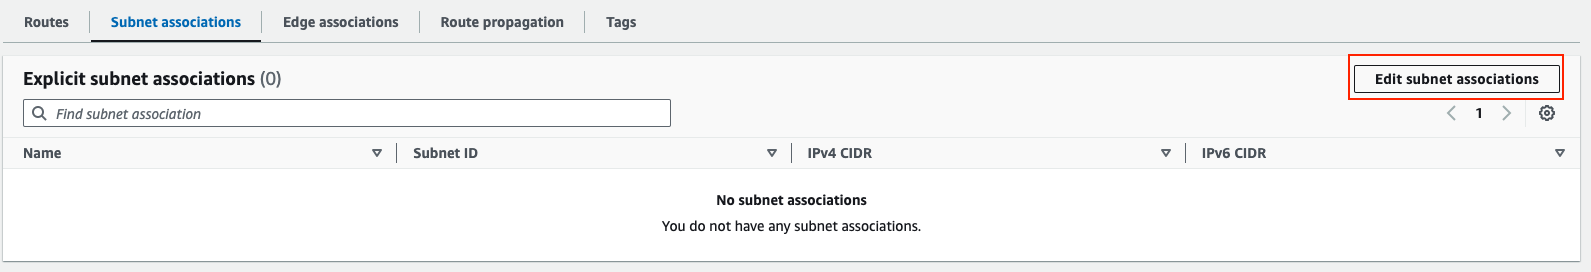 Routes Subnet associations Edge associations Route propagation Tags
Explicit subnet associations (0)
Edit subnet associations
Find subnet association
1
Name Subnet ID IPv4 CIDR IPv6 CIDR
No subnet associations
You do not have any subnet associations.